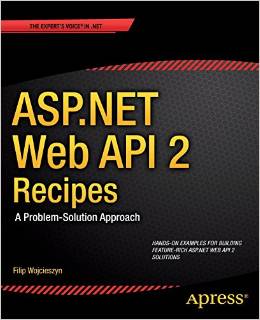 THE EXPERT'S VOICE® IN .NET
ASP.NET
Web API 2
Recipes
A Problem-Solution Approach
HANDS-ON EXAMPLES FOR BUILDING
FEATURE-RICH ASP.NET WEB API 2
SOLUTIONS
Filip Wojcieszyn
Apress®